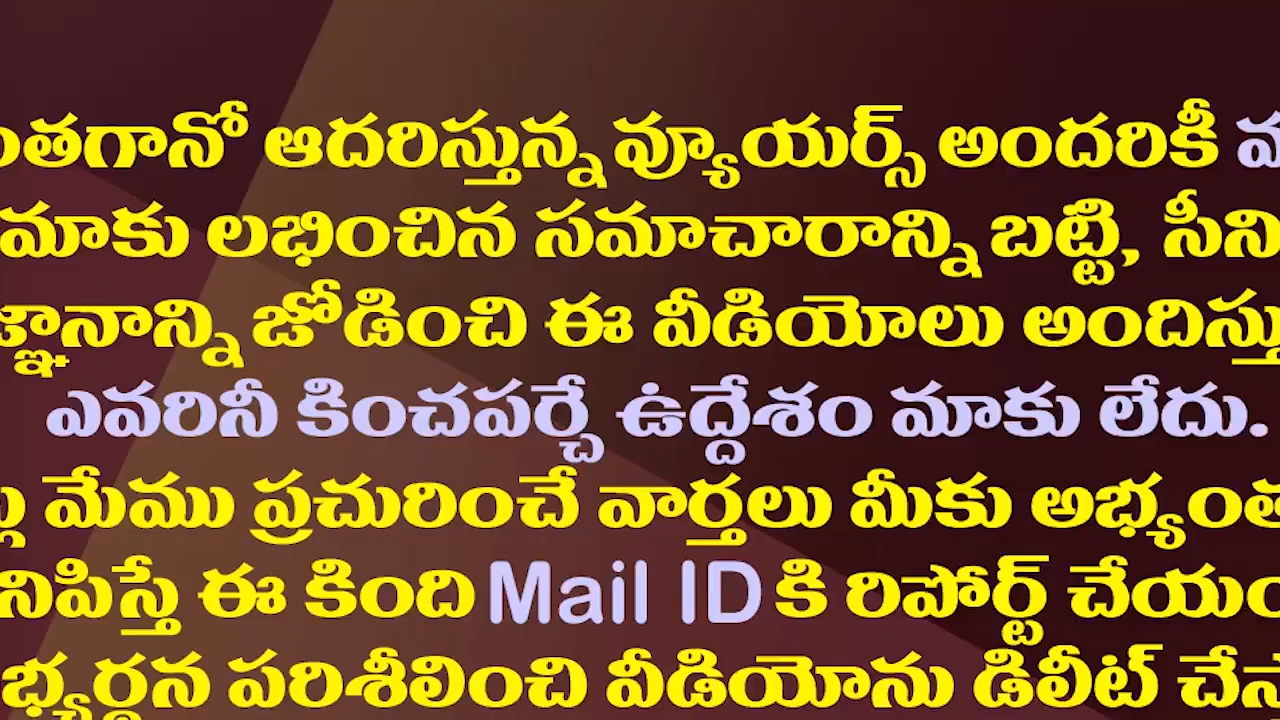 ంతగానో ఆదరిస్తున్న వ్యూయర్స్ అందరికీ
మాకు లభించిన సమాచారాన్ని బట్టి, సీని
జ్ఞానాన్ని జోడించి ఈ వీడియోలు అందిస్తు
ఎవరినీ కించపర్చే ఉద్దేశం మాకు లేదు.
మేము ప్రచురించే వార్తలు మీకు అభ్యంత
నిపిస్తే ఈ కింది Mail ID కి రిపోర్ట్ చేయం
భ్యర్థన పరిశీలించి వీడియోను డిలీట్ చేస